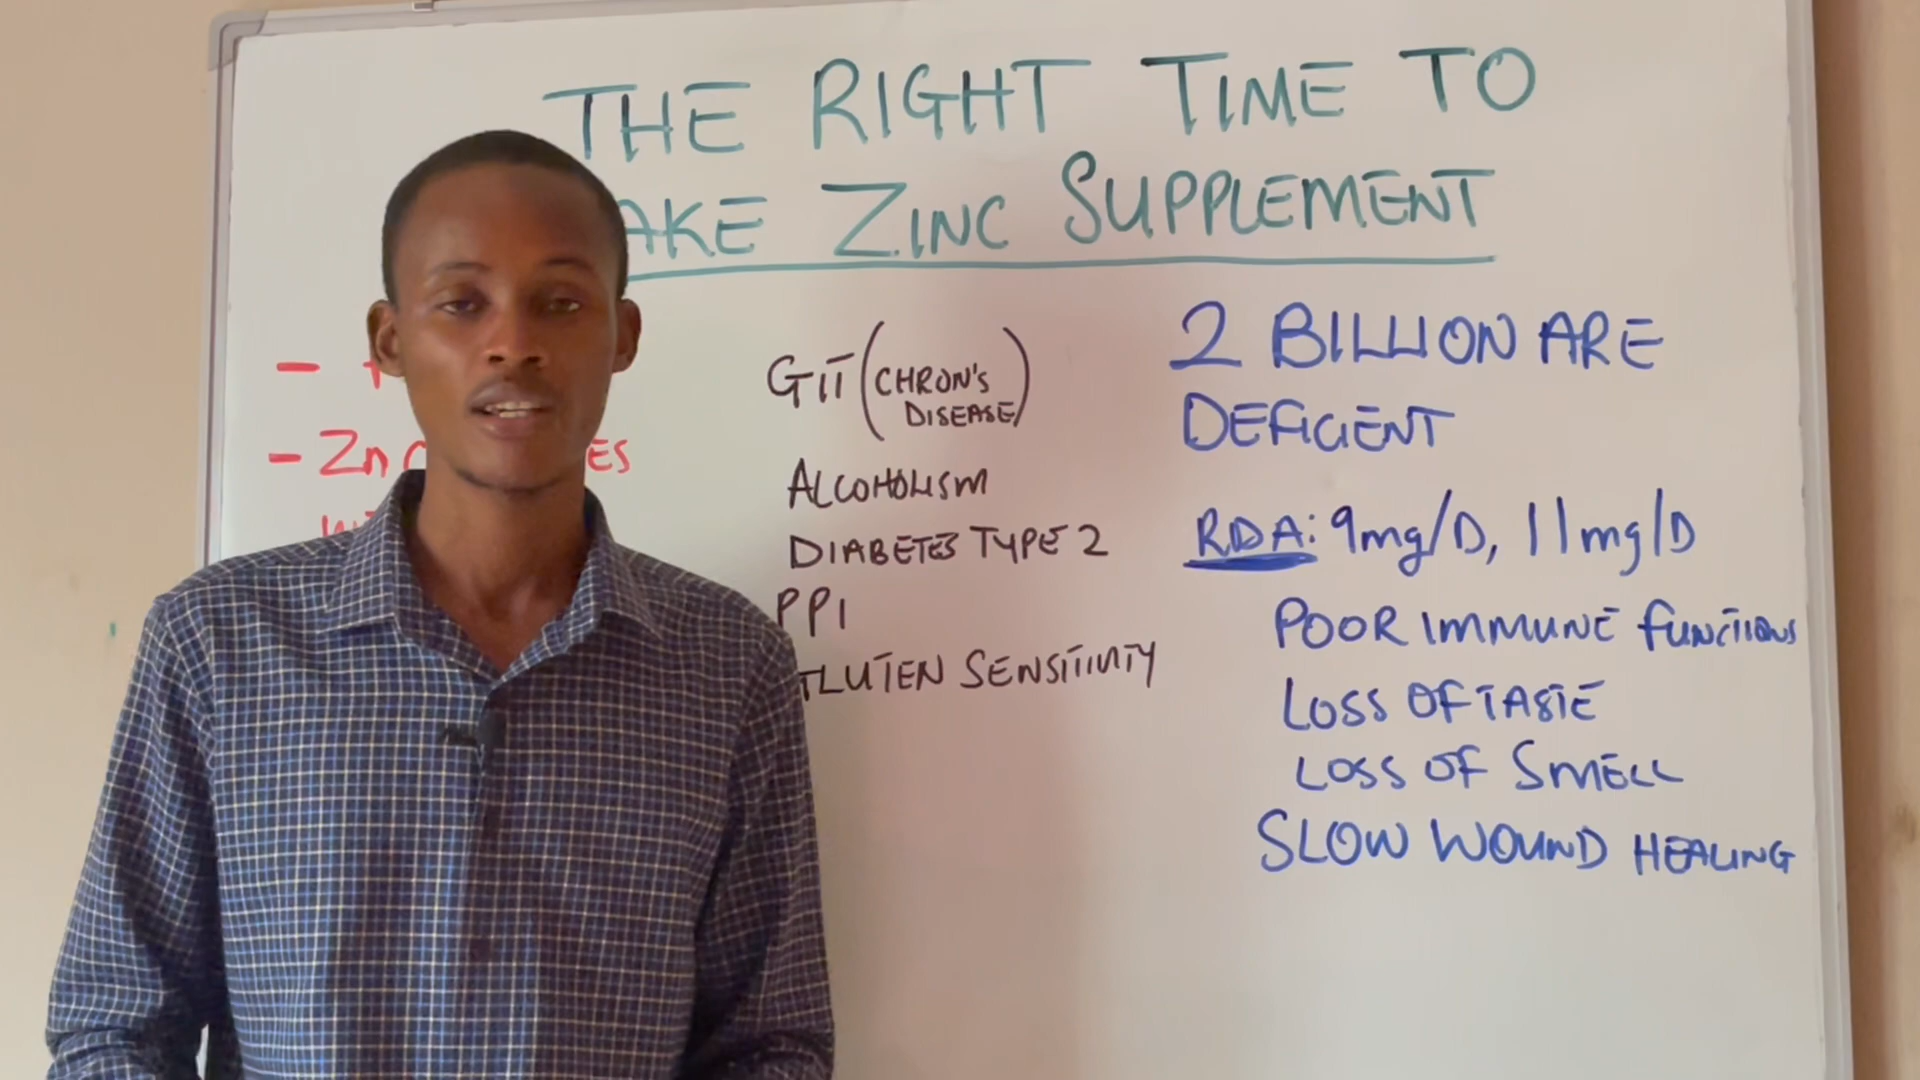 THE RIGHT TIME TO
AKE ZINC SUPPLEMENT
-
- Zn
ES
GIT (CHRON'S
DISEASE)
ALCOHOLISM
DIABETES TYPE 2
PPI
GLUTEN SENSITIVITY
2 BILLION ARE
DEFICIENT
RDA: 9mg/D, 11mg/D
POOR IMMUNE FUNCTIONS
LOSS OF TASTE
LOSS OF SMELL
SLOW WOUND HEALING